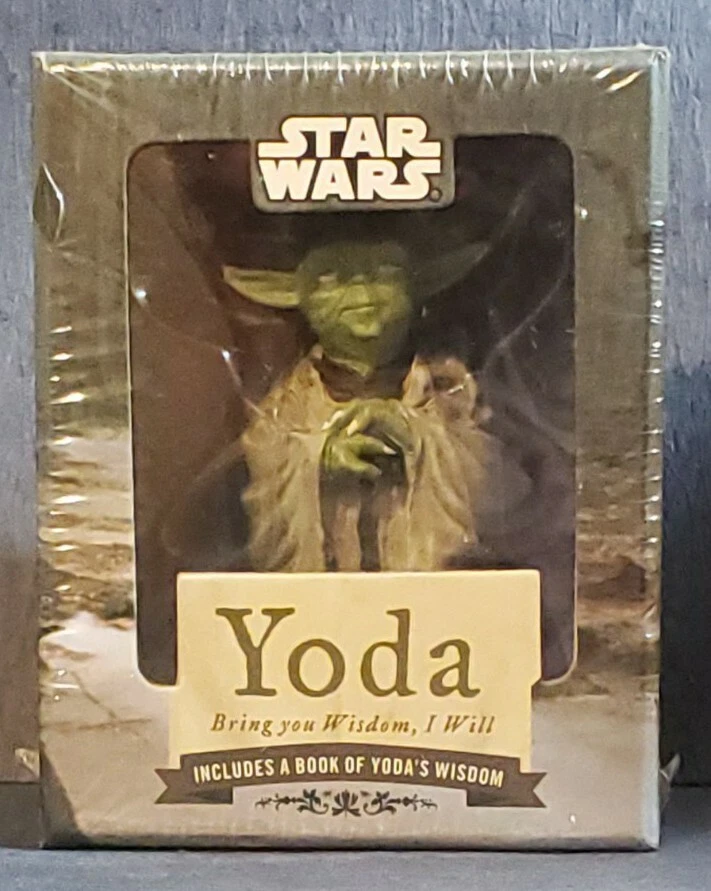 STAR
WARS®
Yoda
Bring you Wisdom, I Will
INCLUDES A BOOK OF YODA'S WISDOM